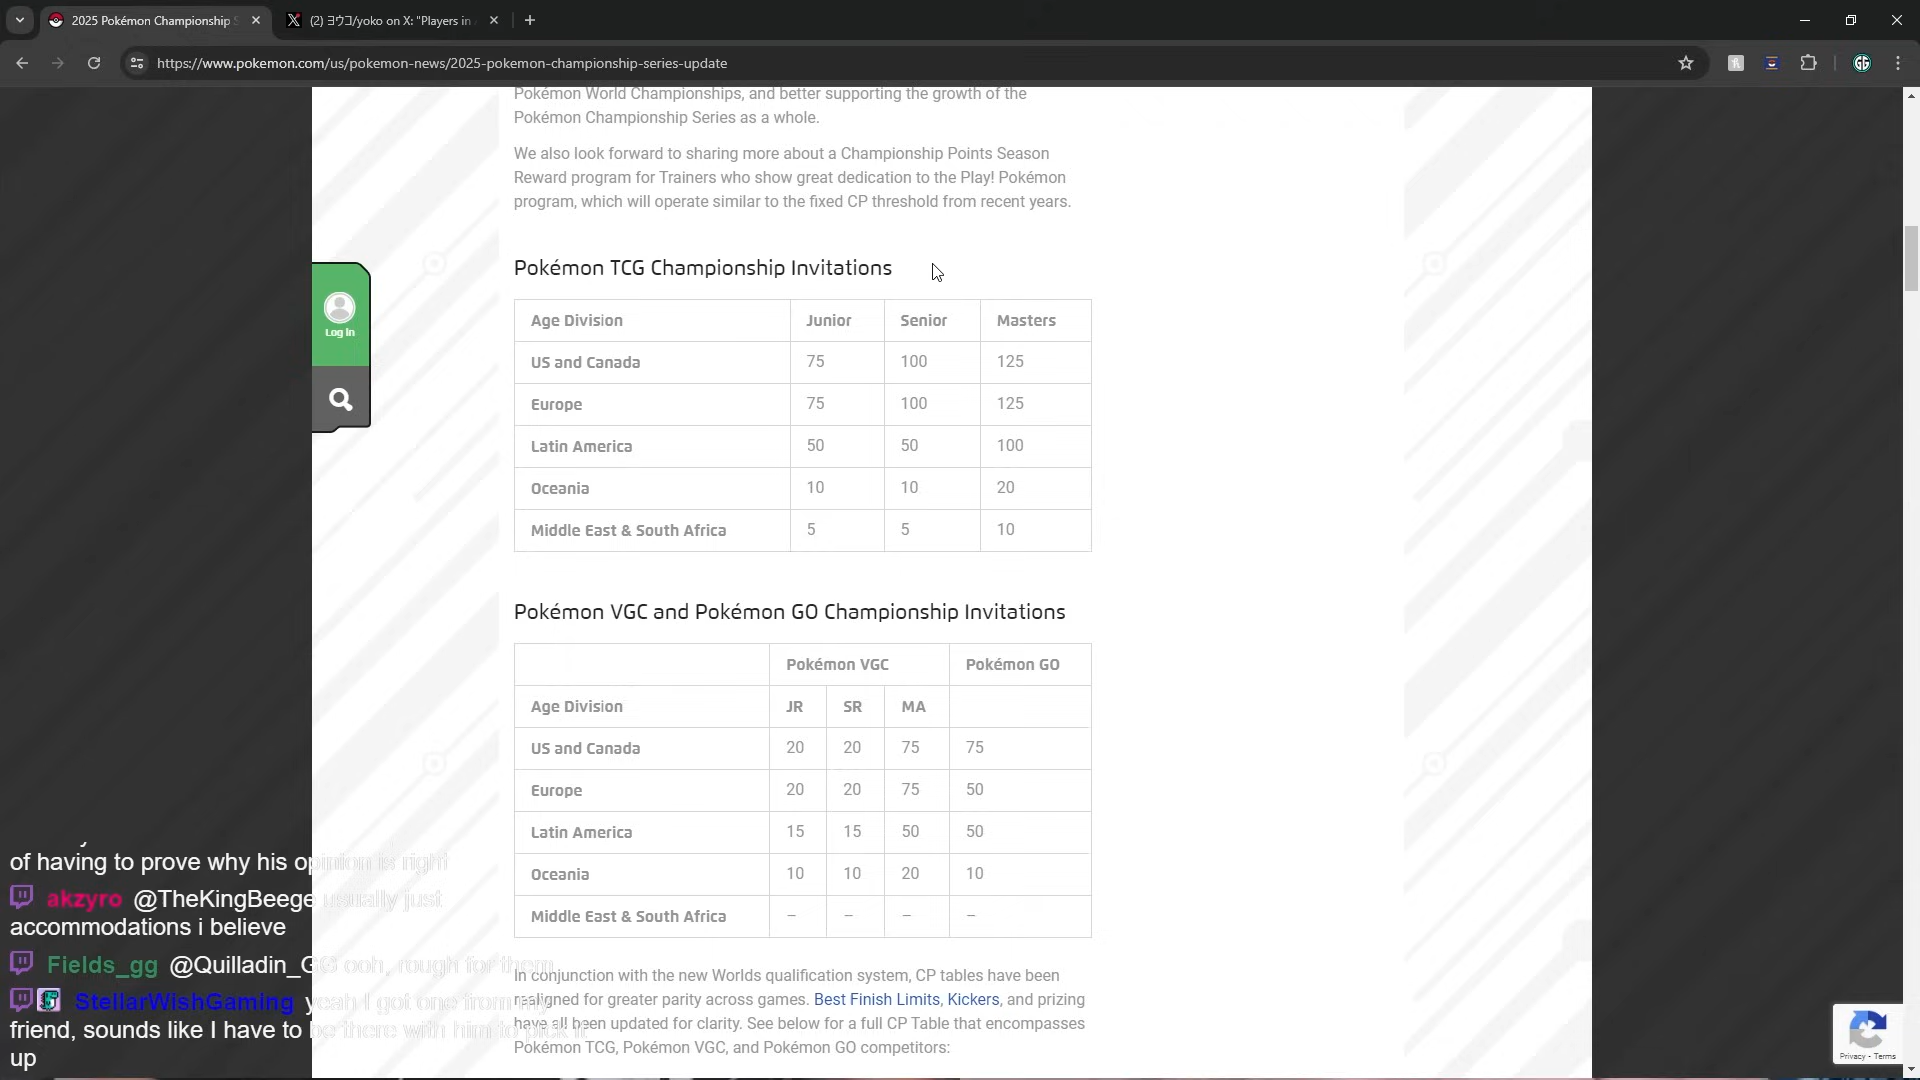 2025 Pokémon Championship S
(2) ヨウコ/yoko on X: "Players in
https://www.pokemon.com/us/pokemon-news/2025-pokemon-championship-series-update
Pokémon World Championships, and better supporting the growth of the
Pokémon Championship Series as a whole.
We also look forward to sharing more about a Championship Points Season
Reward program for Trainers who show great dedication to the Play! Pokémon
program, which will operate similar to the fixed CP threshold from recent years.
Log in
Pokémon TCG Championship Invitations
Age Division Junior Senior Masters
US and Canada 75 100 125
Europe 75 100 125
Latin America 50 50 100
Oceania 10 10 20
Middle East & South Africa 5 5 10
Pokémon VGC and Pokémon GO Championship Invitations
Pokémon VGC Pokémon GO
Age Division JR SR MA
US and Canada 20 20 75 75
Europe 20 20 75 50
Latin America 15 15 50 50
Oceania 10 10 20 10
Middle East & South Africa – – – –
In conjunction with the new Worlds qualification system, CP tables have been
realigned for greater parity across games. Best Finish Limits, Kickers, and prizing
have all been updated for clarity. See below for a full CP Table that encompasses
Pokémon TCG, Pokémon VGC, and Pokémon GO competitors:
of having to prove why his opinion is right
akzyro @TheKingBeege usually just
accommodations i believe
Fields_gg @Quilladin_GG ooh, rough for them
StellarWishGaming yeah I got one from my
friend, sounds like I have to be there with him to pick it
up
Privacy - Terms